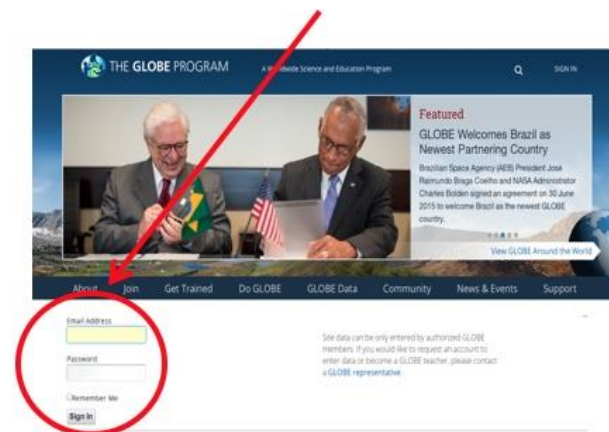 THE GLOBE PROGRAM
A Worldwide Science and Education Program
SIGN IN
Featured
GLOBE Welcomes Brazil as
Newest Partnering Country
Brazilian Space Agency (AEB) President José
Raimundo Braga Coelho and NASA Administrator
Charles Bolden signed an agreement on 30 June
2015 to welcome Brazil as the newest GLOBE
country.
View GLOBE Around the World
About Join Get Trained Do GLOBE GLOBE Data Community News & Events Support
Email Address
Site data can be only entered by authorized GLOBE
members. If you would like to request an account to
enter data or become a GLOBE teacher, please contact
a GLOBE representative.
Password
Remember Me
Sign In